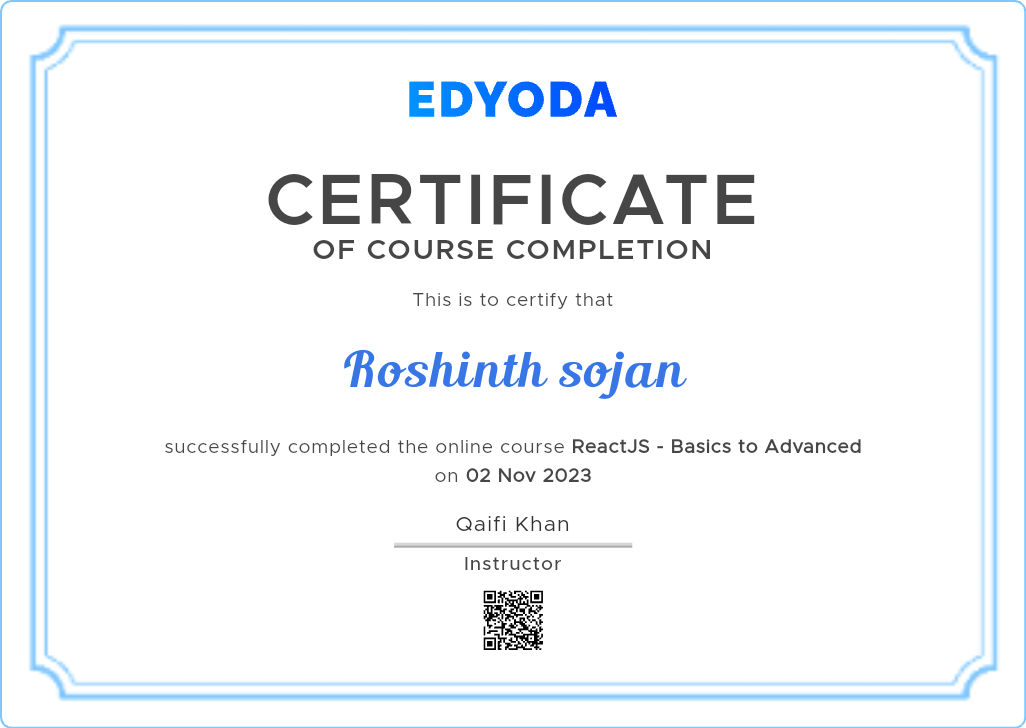 EDYODA
CERTIFICATE
OF COURSE COMPLETION
This is to certify that
Roshinth sojan
successfully completed the online course ReactJS - Basics to Advanced
on 02 Nov 2023
Qaifi Khan
Instructor